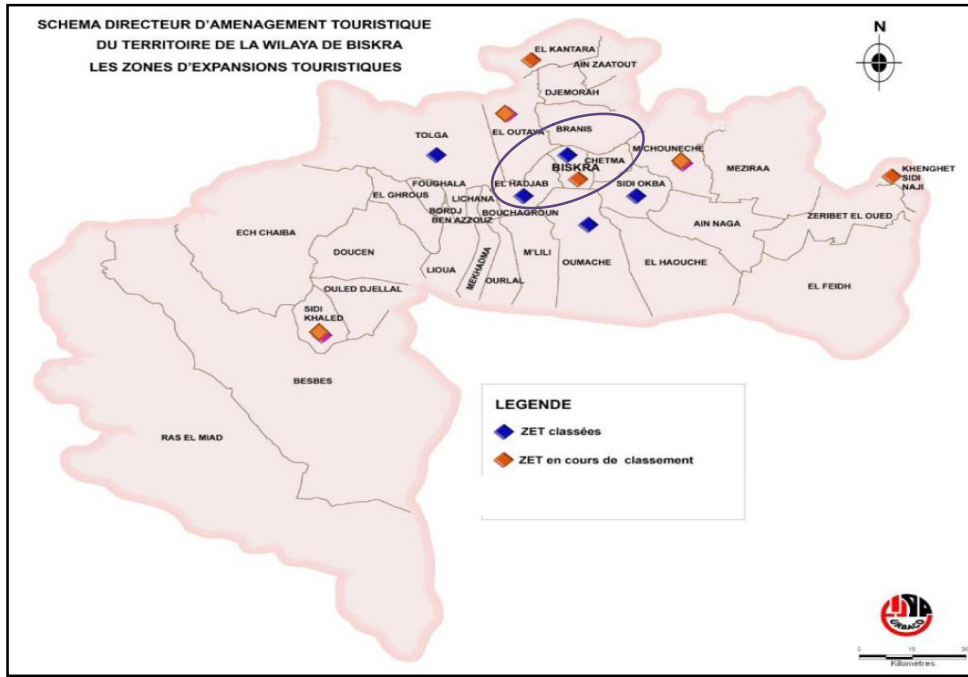 SCHEMA DIRECTEUR D'AMENAGEMENT TOURISTIQUE
DU TERRITOIRE DE LA WILAYA DE BISKRA
LES ZONES D'EXPANSIONS TOURISTIQUES
N
EL KANTARA
AIN ZAATOUT
DJEMORAH
TOLGA
EL OUTAYA
BRANIS
M'CHOUNECHE
CHETMA
BISKRA
MEZIRAA
KHENGHET
SIDI
NAJI
EL HADJAB
SIDI OKBA
FOUGHALA
EL GHROUS
LICHANA
BORDJ
BEN AZZOUZ
BOUCHAGROUN
ZERIBET EL OUED
AIN NAGA
ECH CHAIBA
DOUCEN
M'LILI
OUMACHE
EL HAOUCHE
LIOUA
MEKHADMA
OURLAL
EL FEIDH
OULED DJELLAL
SIDI
KHALED
BESBES
RAS EL MIAD
LEGENDE
ZET classées
ZET en cours de classement
URBACO
0 15 30
Kilomètres